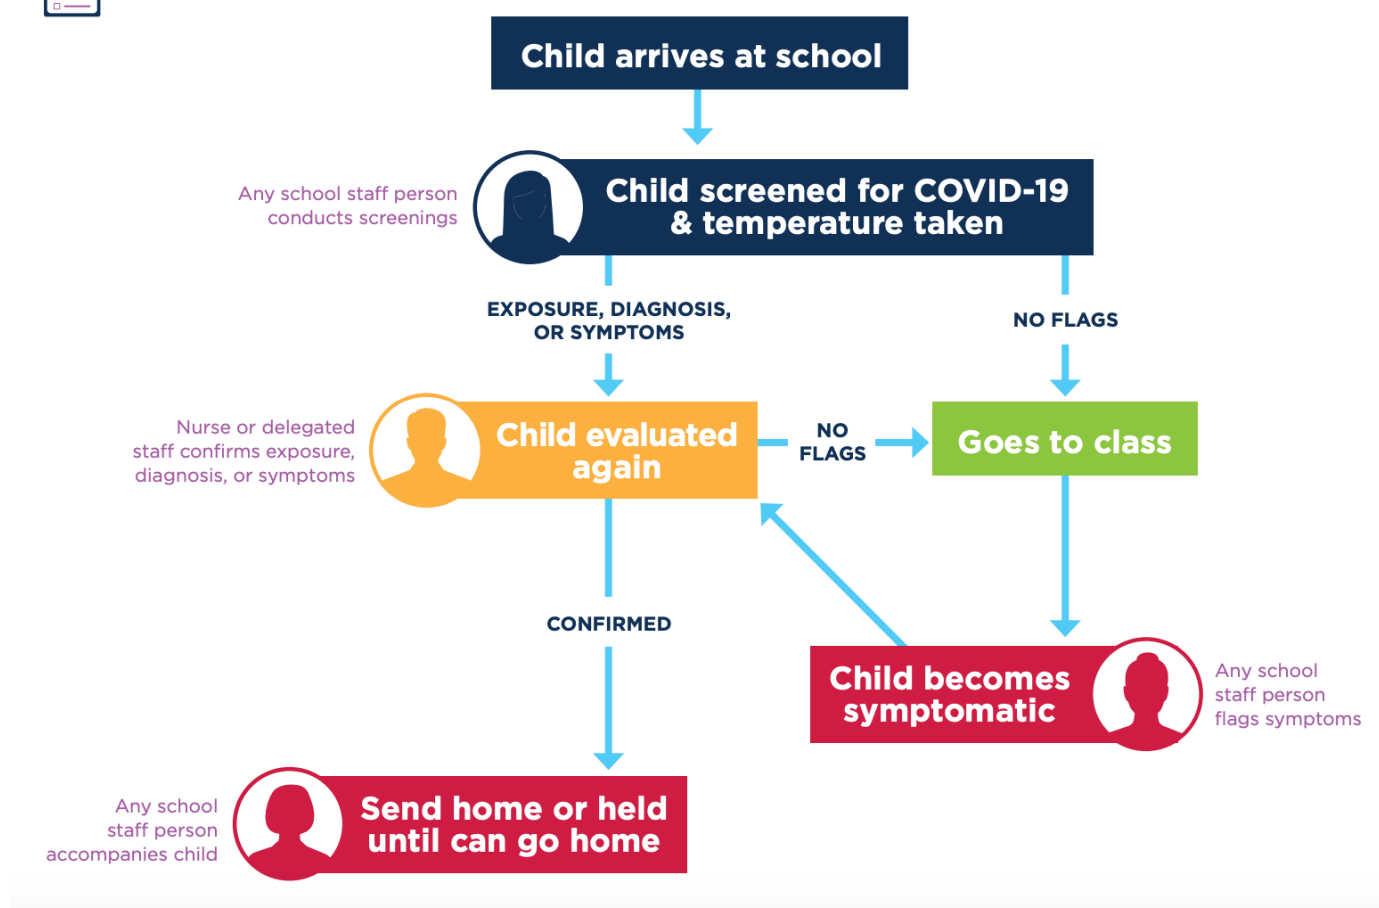 Child arrives at school
Any school staff person
conducts screenings
Child screened for COVID-19
& temperature taken
EXPOSURE, DIAGNOSIS,
OR SYMPTOMS
NO FLAGS
Nurse or delegated
staff confirms exposure,
diagnosis, or symptoms
Child evaluated
again
NO
FLAGS
Goes to class
CONFIRMED
Child becomes
symptomatic
Any school
staff person
flags symptoms
Any school
staff person
accompanies child
Send home or held
until can go home